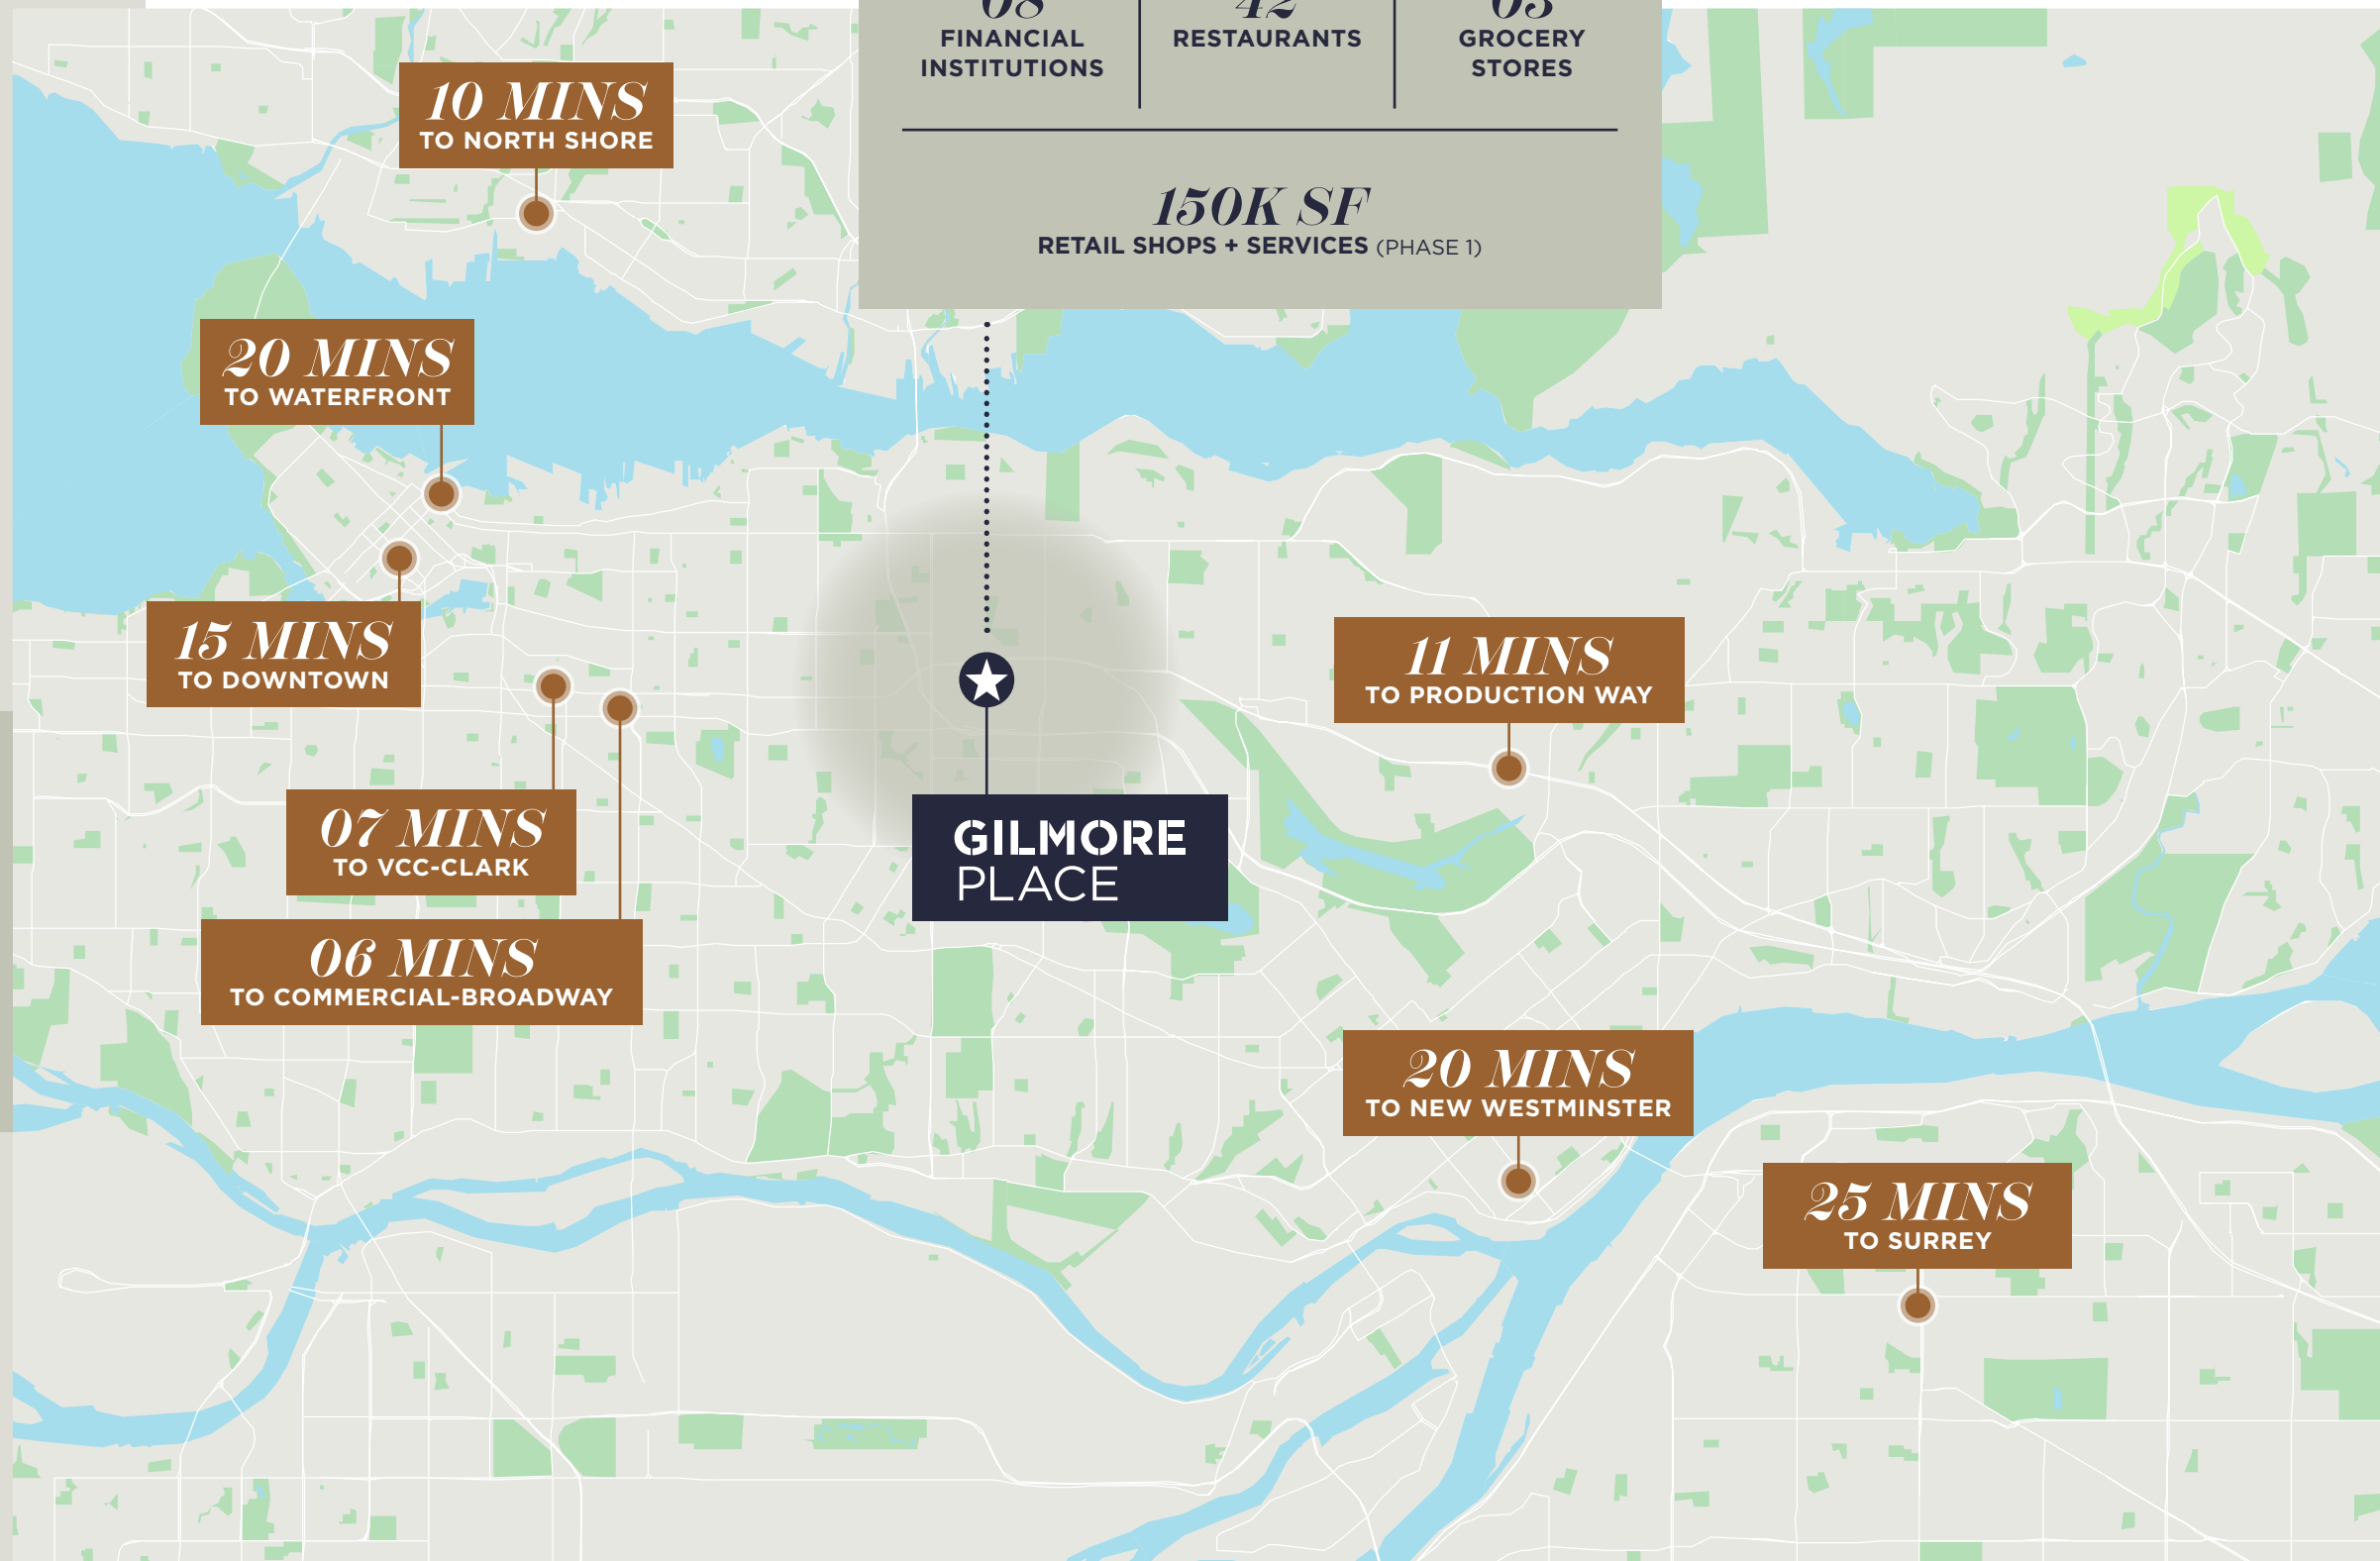 08
FINANCIAL
INSTITUTIONS
42
RESTAURANTS
GROCERY
STORES
150K SF
RETAIL SHOPS + SERVICES (PHASE 1)
10 MINS
TO NORTH SHORE
20 MINS
TO WATERFRONT
15 MINS
TO DOWNTOWN
11 MINS
TO PRODUCTION WAY
07 MINS
TO VCC-CLARK
GILMORE
PLACE
06 MINS
TO COMMERCIAL-BROADWAY
20 MINS
TO NEW WESTMINSTER
25 MINS
TO SURREY